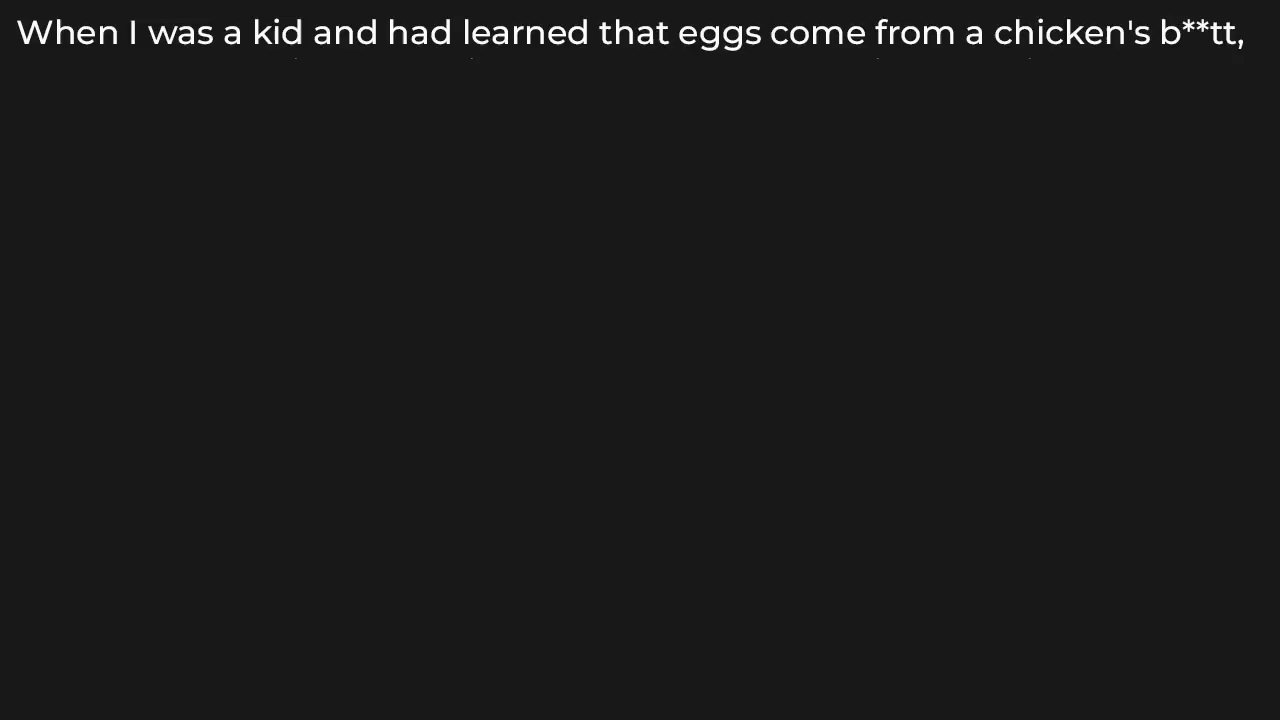 When I was a kid and had learned that eggs come from a chicken's b**tt,